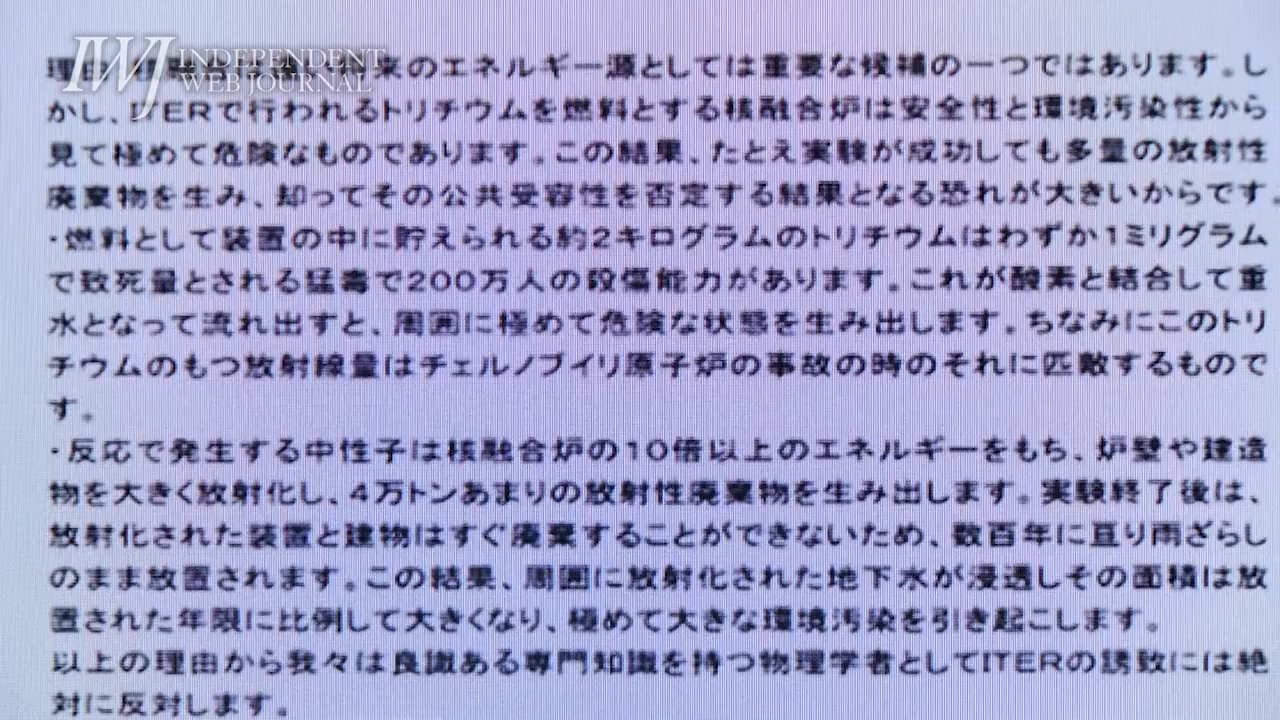 IWJ INDEPENDENT
WEB JOURNAL
理由
来のエネルギー源としては重要な候補の一つではあります。し
かし、ITERで行われるトリチウムを燃料とする核融合炉は安全性と環境汚染性から
見て極めて危険なものであります。この結果、たとえ実験が成功しても多量の放射性
廃棄物を生み、却ってその公共受容性を否定する結果となる恐れが大きいからです。
・燃料として装置の中に貯えられる約2キログラムのトリチウムはわずか1ミリグラム
で致死量とされる猛毒で200万人の殺傷能力があります。これが酸素と結合して重
水となって流れ出すと、周囲に極めて危険な状態を生み出します。ちなみにこのトリ
チウムのもつ放射線量はチェルノブイリ原子炉の事故の時のそれに匹敵するもので
す。
・反応で発生する中性子は核融合炉の10倍以上のエネルギーをもち、炉壁や建造
物を大きく放射化し、4万トンあまりの放射性廃棄物を生み出します。実験終了後は、
放射化された装置と建物はすぐ廃棄することができないため、数百年に亘り雨ざらし
のまま放置されます。この結果、周囲に放射化された地下水が浸透しその面積は放
置された年限に比例して大きくなり、極めて大きな環境汚染を引き起こします。
以上の理由から我々は良識ある専門知識を持つ物理学者としてITERの誘致には絶
対に反対します。